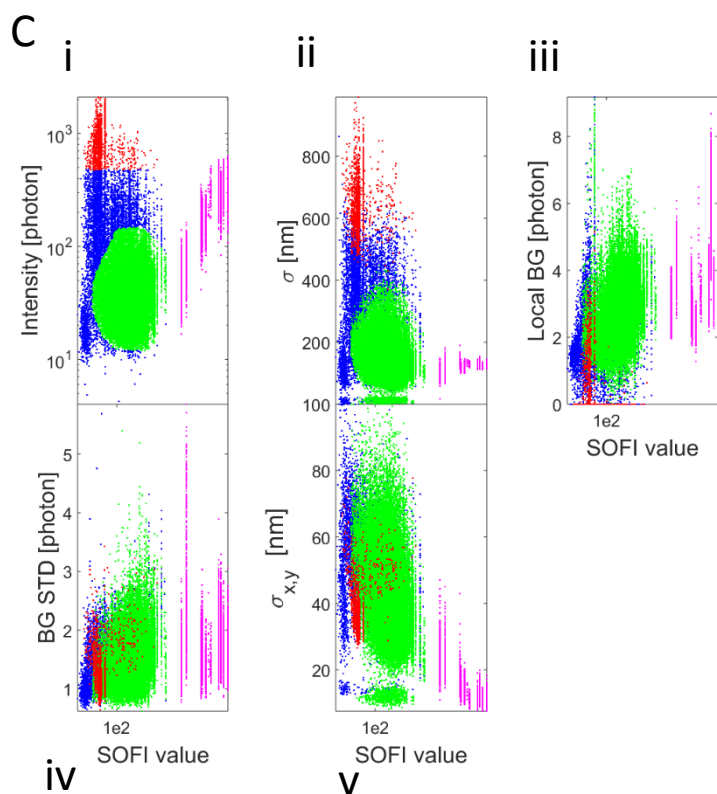 C
i
ii
iii
Intensity [photon]
10³
10²
10¹
σ [nm]
800
600
400
200
Local BG [photon]
8
6
4
2
0
1e2
SOFI value
BG STD [photon]
5
4
3
2
1
1e2
SOFI value
σx,y [nm]
100
80
60
40
20
1e2
SOFI value
iv
v